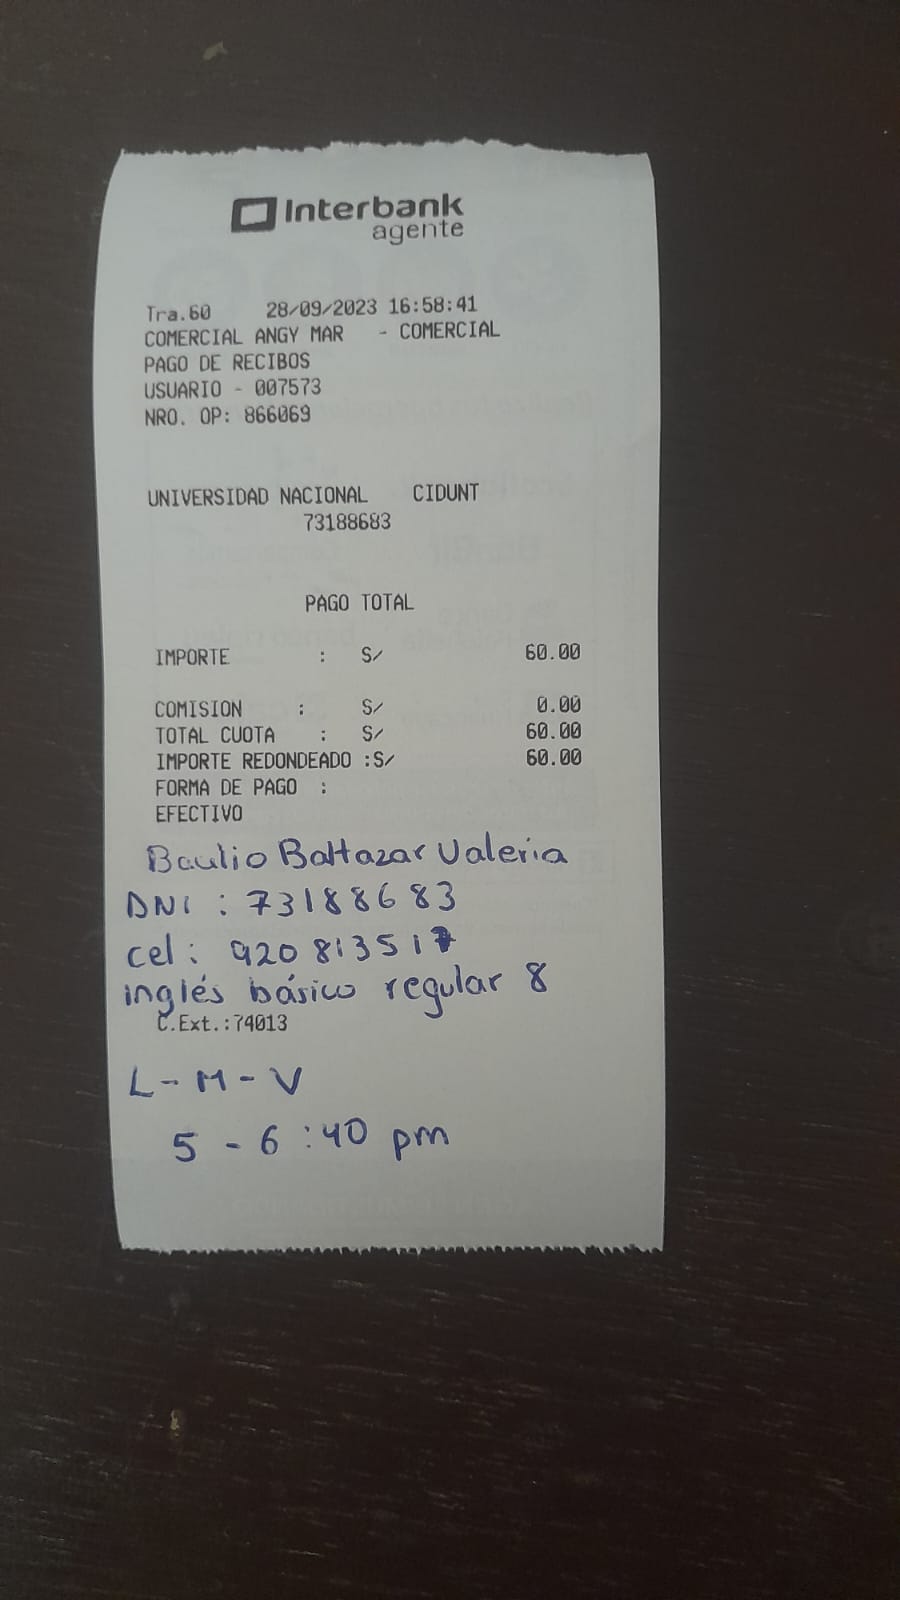 Interbank
agente
Tra.60 28/09/2023 16:58:41
COMERCIAL ANGY MAR - COMERCIAL
PAGO DE RECIBOS
USUARIO - 007573
NRO. OP: 866069
UNIVERSIDAD NACIONAL CIDUNT
73188683
PAGO TOTAL
IMPORTE : S/ 60.00
COMISION : S/ 0.00
TOTAL CUOTA : S/ 60.00
IMPORTE REDONDEADO :S/ 60.00
FORMA DE PAGO :
EFECTIVO
Baulio Baltazar Valeria
DNI : 73188683
cel : 920813517
inglés básico regular 8
C.Ext.:74013
L - M - V
5 - 6 : 40 pm